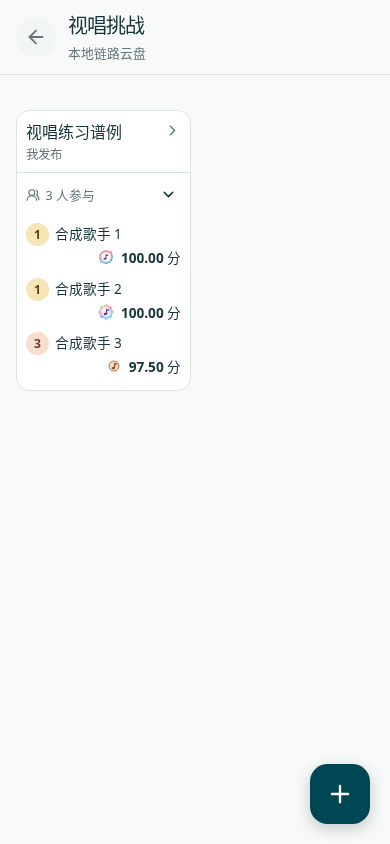 视唱挑战
本地链路云盘
视唱练习谱例
我发布
3 人参与
1 合成歌手 1
100.00 分
1 合成歌手 2
100.00 分
3 合成歌手 3
97.50 分